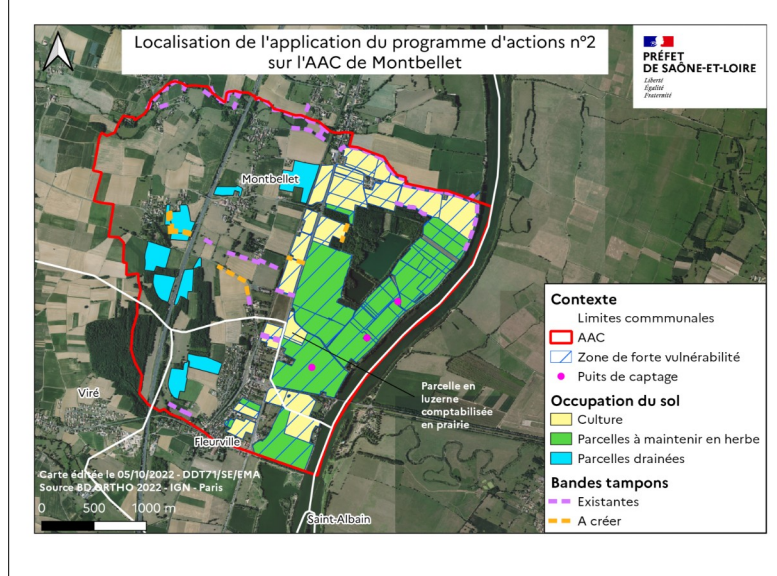 Localisation de l'application du programme d'actions n°2
sur l'AAC de Montbellet
PRÉFET
DE SAÔNE-ET-LOIRE
Liberté
Égalité
Fraternité
Montbellet
Viré
Fleurville
Saint-Albain
Parcelle en
luzerne
comptabilisée
en prairie
Contexte
Limites commmunales
AAC
Zone de forte vulnérabilité
Puits de captage
Occupation du sol
Culture
Parcelles à maintenir en herbe
Parcelles drainées
Bandes tampons
Existantes
A créer
Carte éditée le 05/10/2022 - DDT71/SE/EMA
Source BD ORTHO 2022 - IGN - Paris
0 500 1000 m